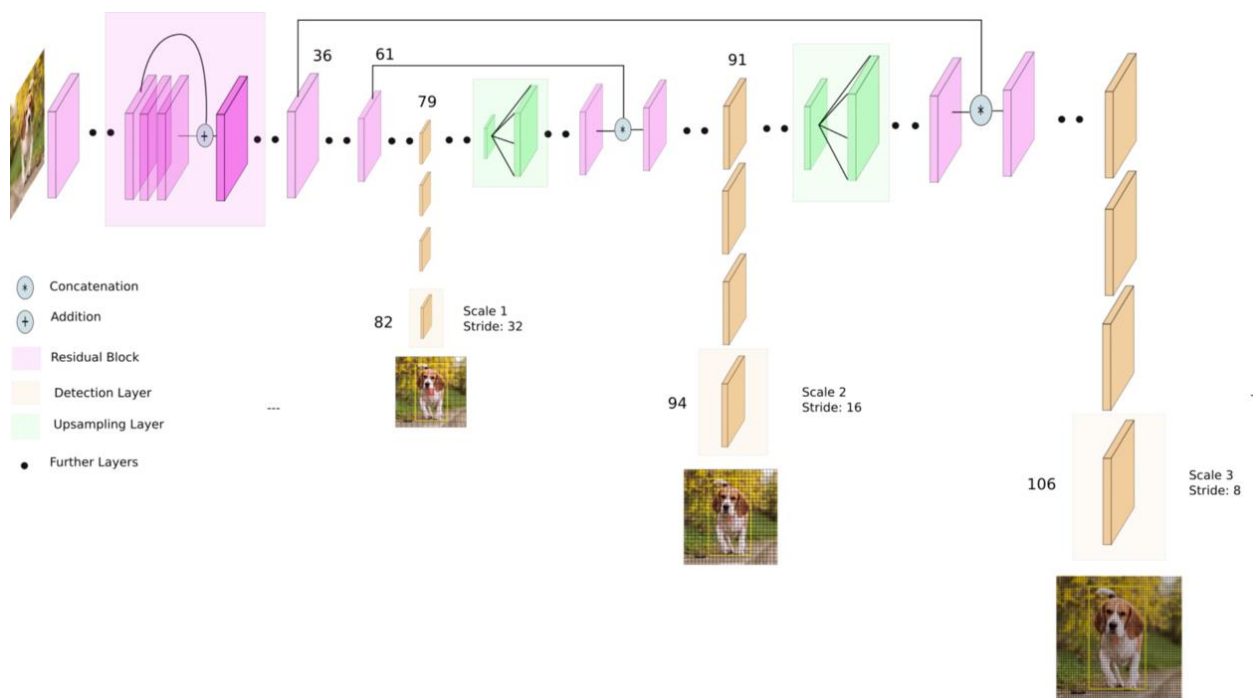 36
61
79
91
*
+
*
*
Concatenation
+
Addition
Residual Block
Detection Layer
Upsampling Layer
Further Layers
---
82
Scale 1
Stride: 32
94
Scale 2
Stride: 16
106
Scale 3
Stride: 8